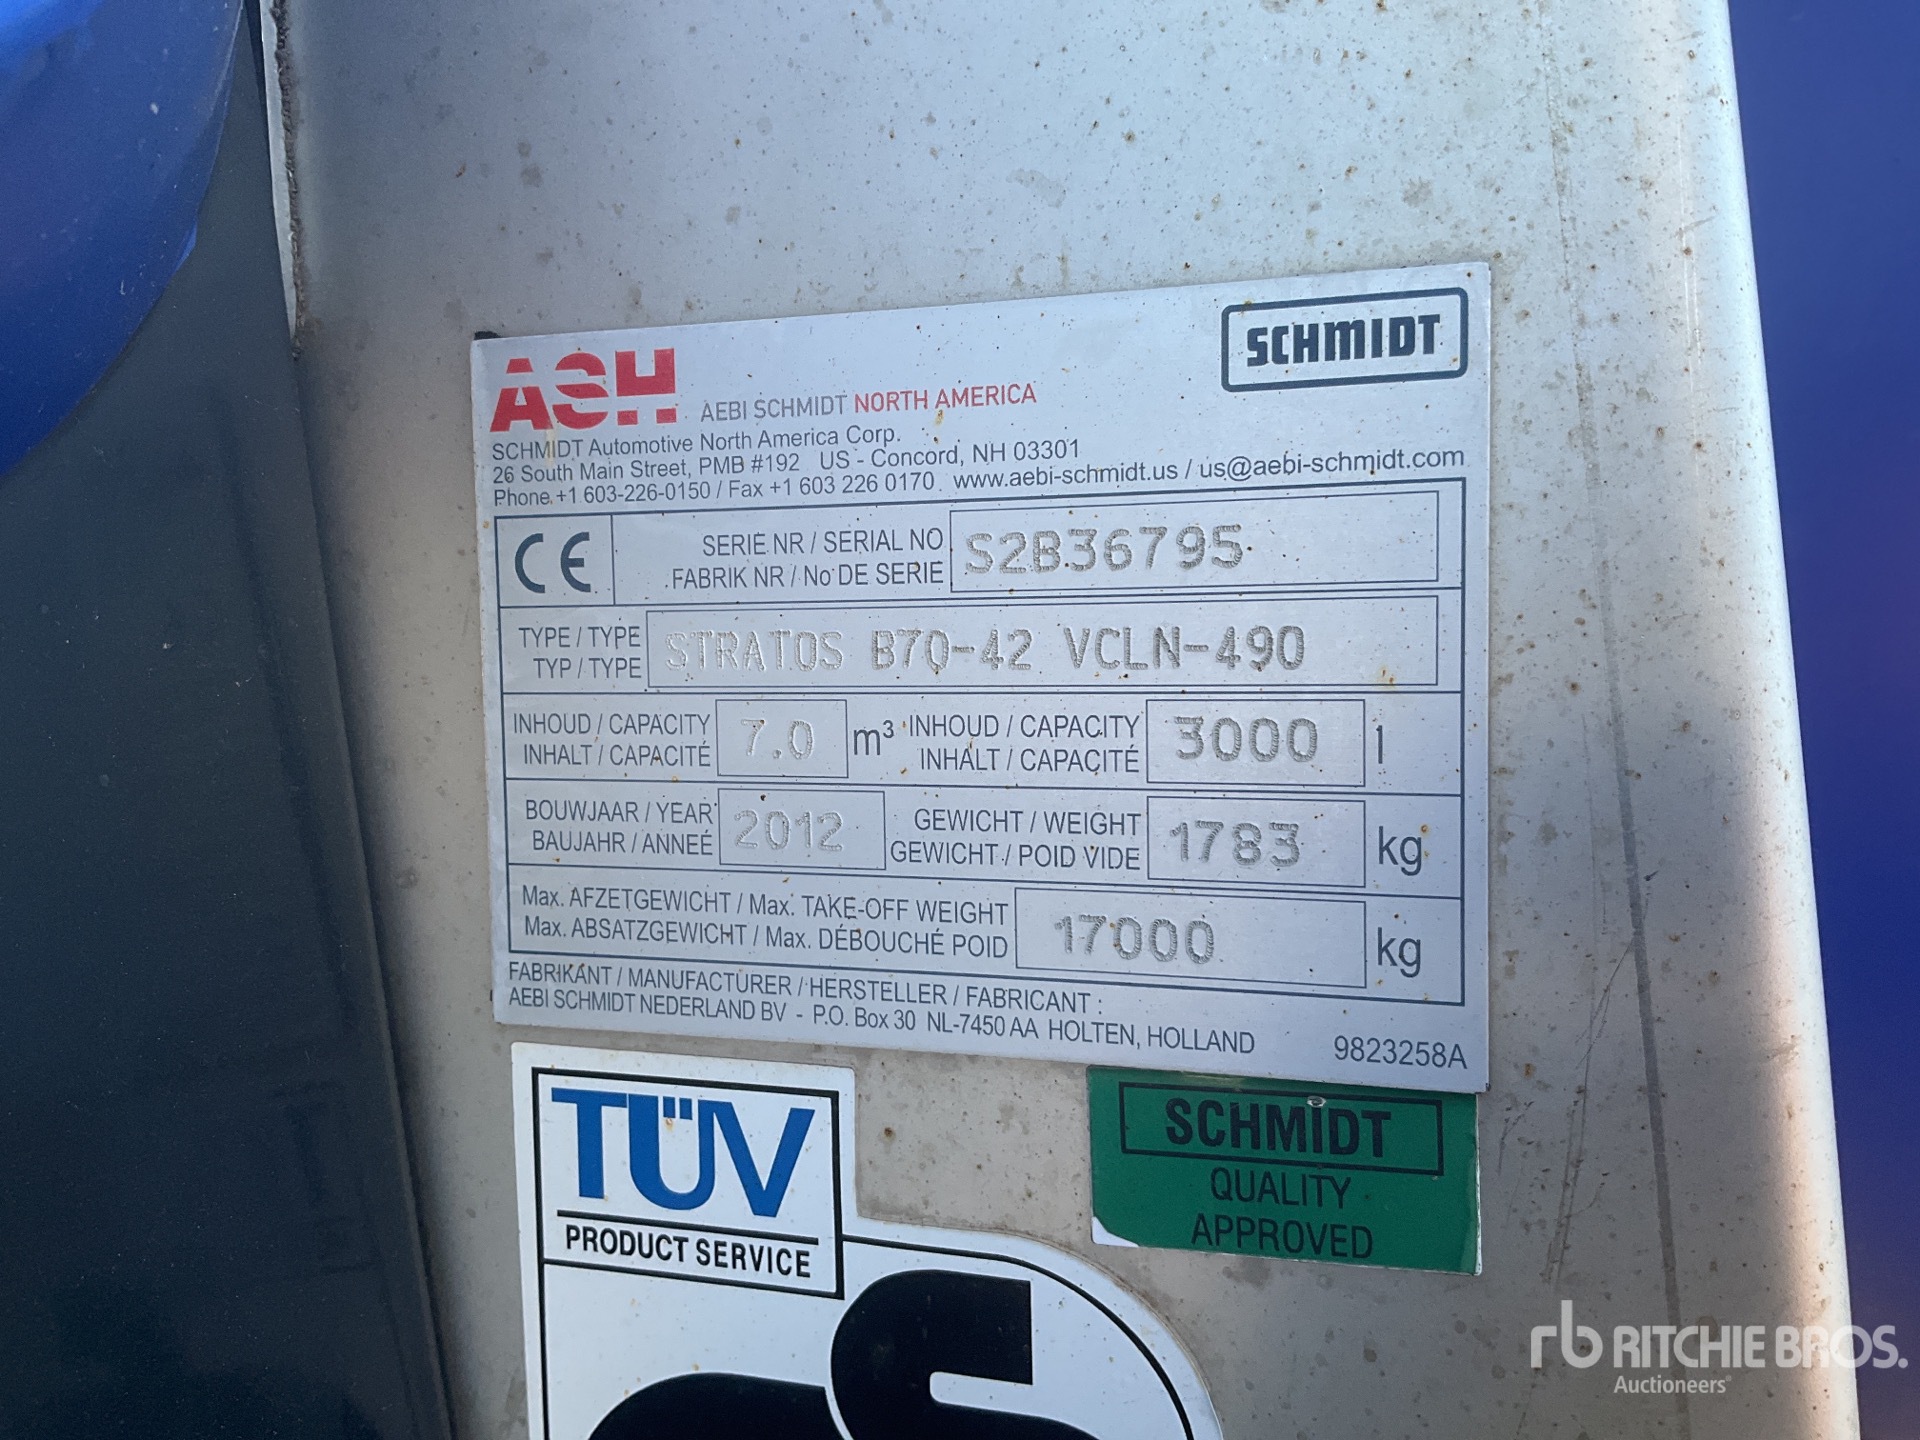 ASH AEBI SCHMIDT NORTH AMERICA
SCHMIDT
SCHMIDT Automotive North America Corp.
26 South Main Street, PMB #192 US - Concord, NH 03301
Phone +1 603-226-0150 / Fax +1 603 226 0170 www.aebi-schmidt.us / us@aebi-schmidt.com
CE
SERIE NR / SERIAL NO
FABRIK NR / No DE SERIE
S2B36795
TYPE / TYPE
TYP / TYPE
STRATOS B70-42 VCLN-490
INHOUD / CAPACITY
INHALT / CAPACITÉ
7.0 m³
INHOUD / CAPACITY
INHALT / CAPACITÉ
3000 l
BOUWJAAR / YEAR
BAUJAHR / ANNEÉ
2012
GEWICHT / WEIGHT
GEWICHT / POID VIDE
1783 kg
Max. AFZETGEWICHT / Max. TAKE-OFF WEIGHT
Max. ABSATZGEWICHT / Max. DÉBOUCHÉ POID
17000 kg
FABRIKANT / MANUFACTURER / HERSTELLER / FABRICANT :
AEBI SCHMIDT NEDERLAND BV - P.O. Box 30 NL-7450 AA HOLTEN, HOLLAND
9823258A
TÜV
PRODUCT SERVICE
SCHMIDT
QUALITY
APPROVED
rb RITCHIE BROS.
Auctioneers